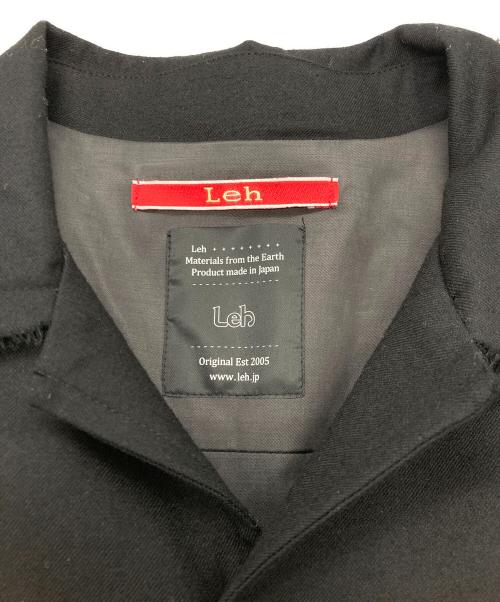 Leh
Leh + + + + + + + +
Materials from the Earth
Product made in Japan
Leh
Original Est 2005
www.leh.jp